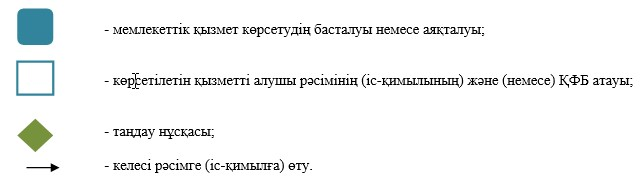 - мемлекеттік қызмет көрсетудің басталуы немесе аяқталуы;
- көрсетілетін қызметті алушы рәсімінің (іс-қимылының) және (немесе) ҚФБ атауы;
- таңдау нұсқасы;
- келесі рәсімге (іс-қимылға) өту.